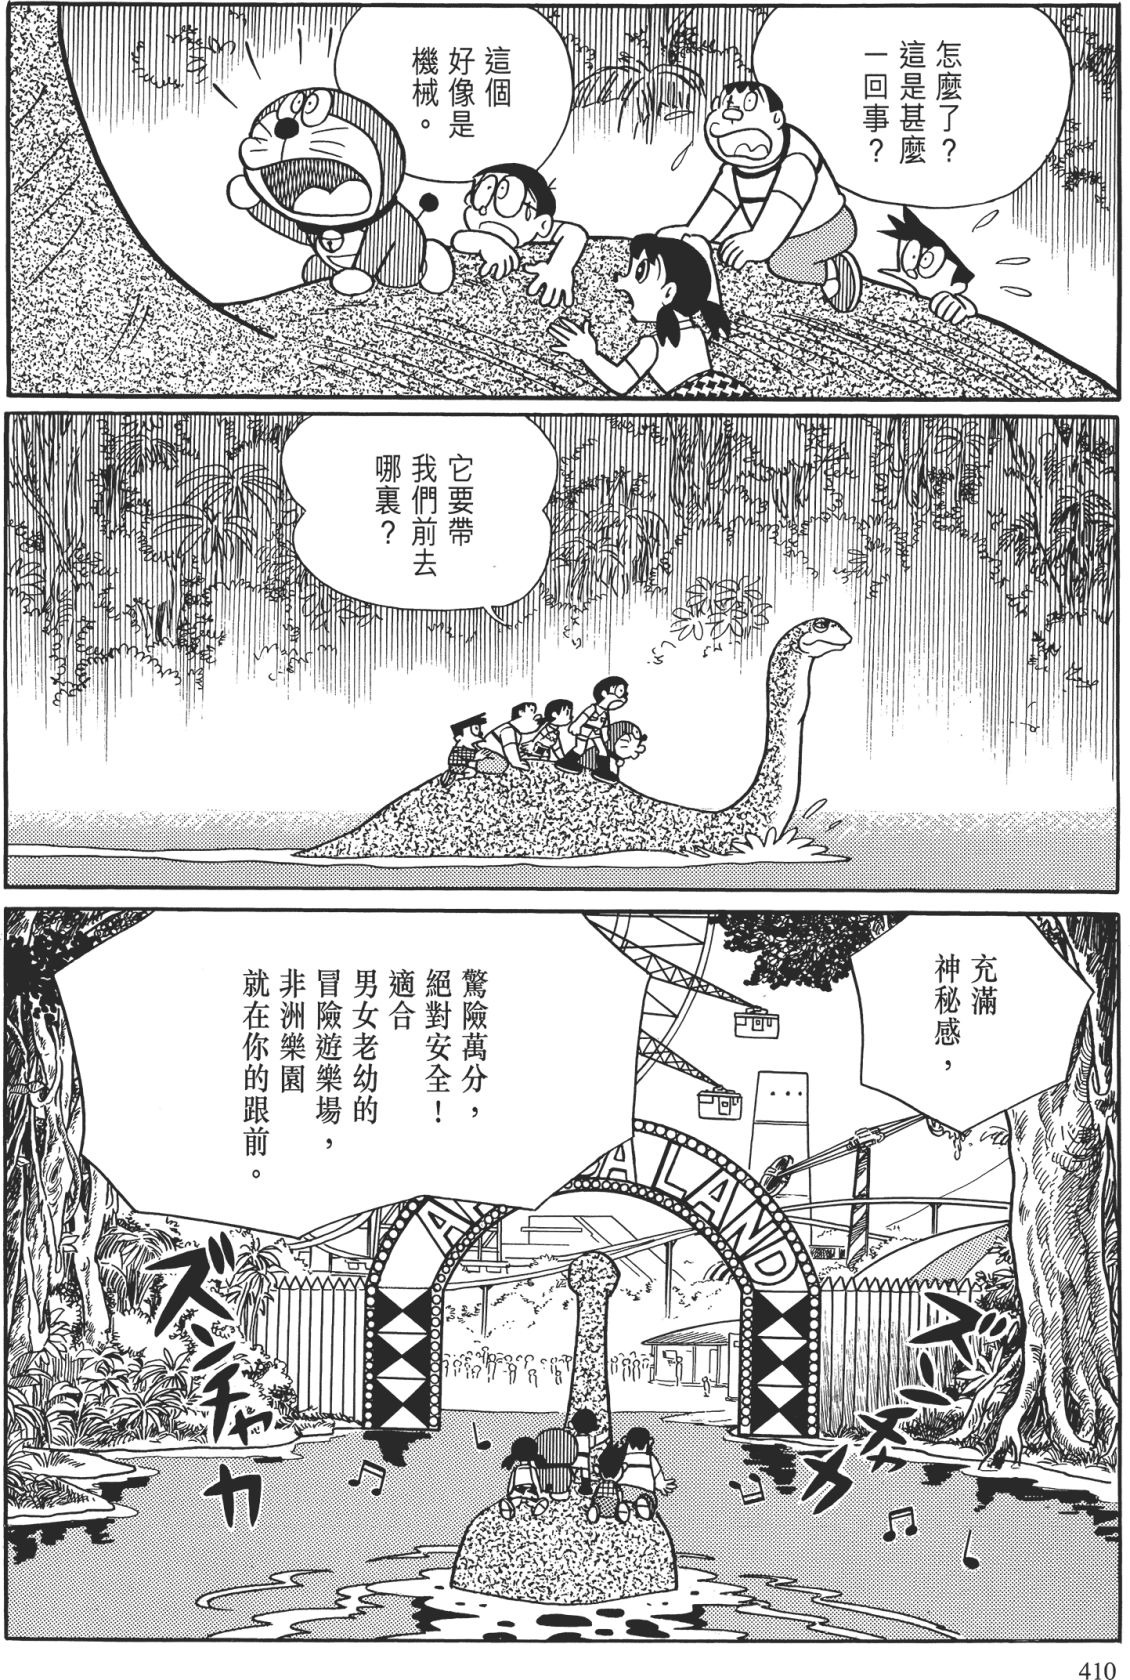 怎麼了？
這是甚麼
一回事？
這個
好像是
機械。
它要帶
我們前去
哪裏？
充滿
神秘感，
驚險萬分，
絕對安全！
適合
男女老幼的
冒險遊樂場，
非洲樂園
就在你的跟前。
LAND
ズンチャカ
ズンチャカ
410